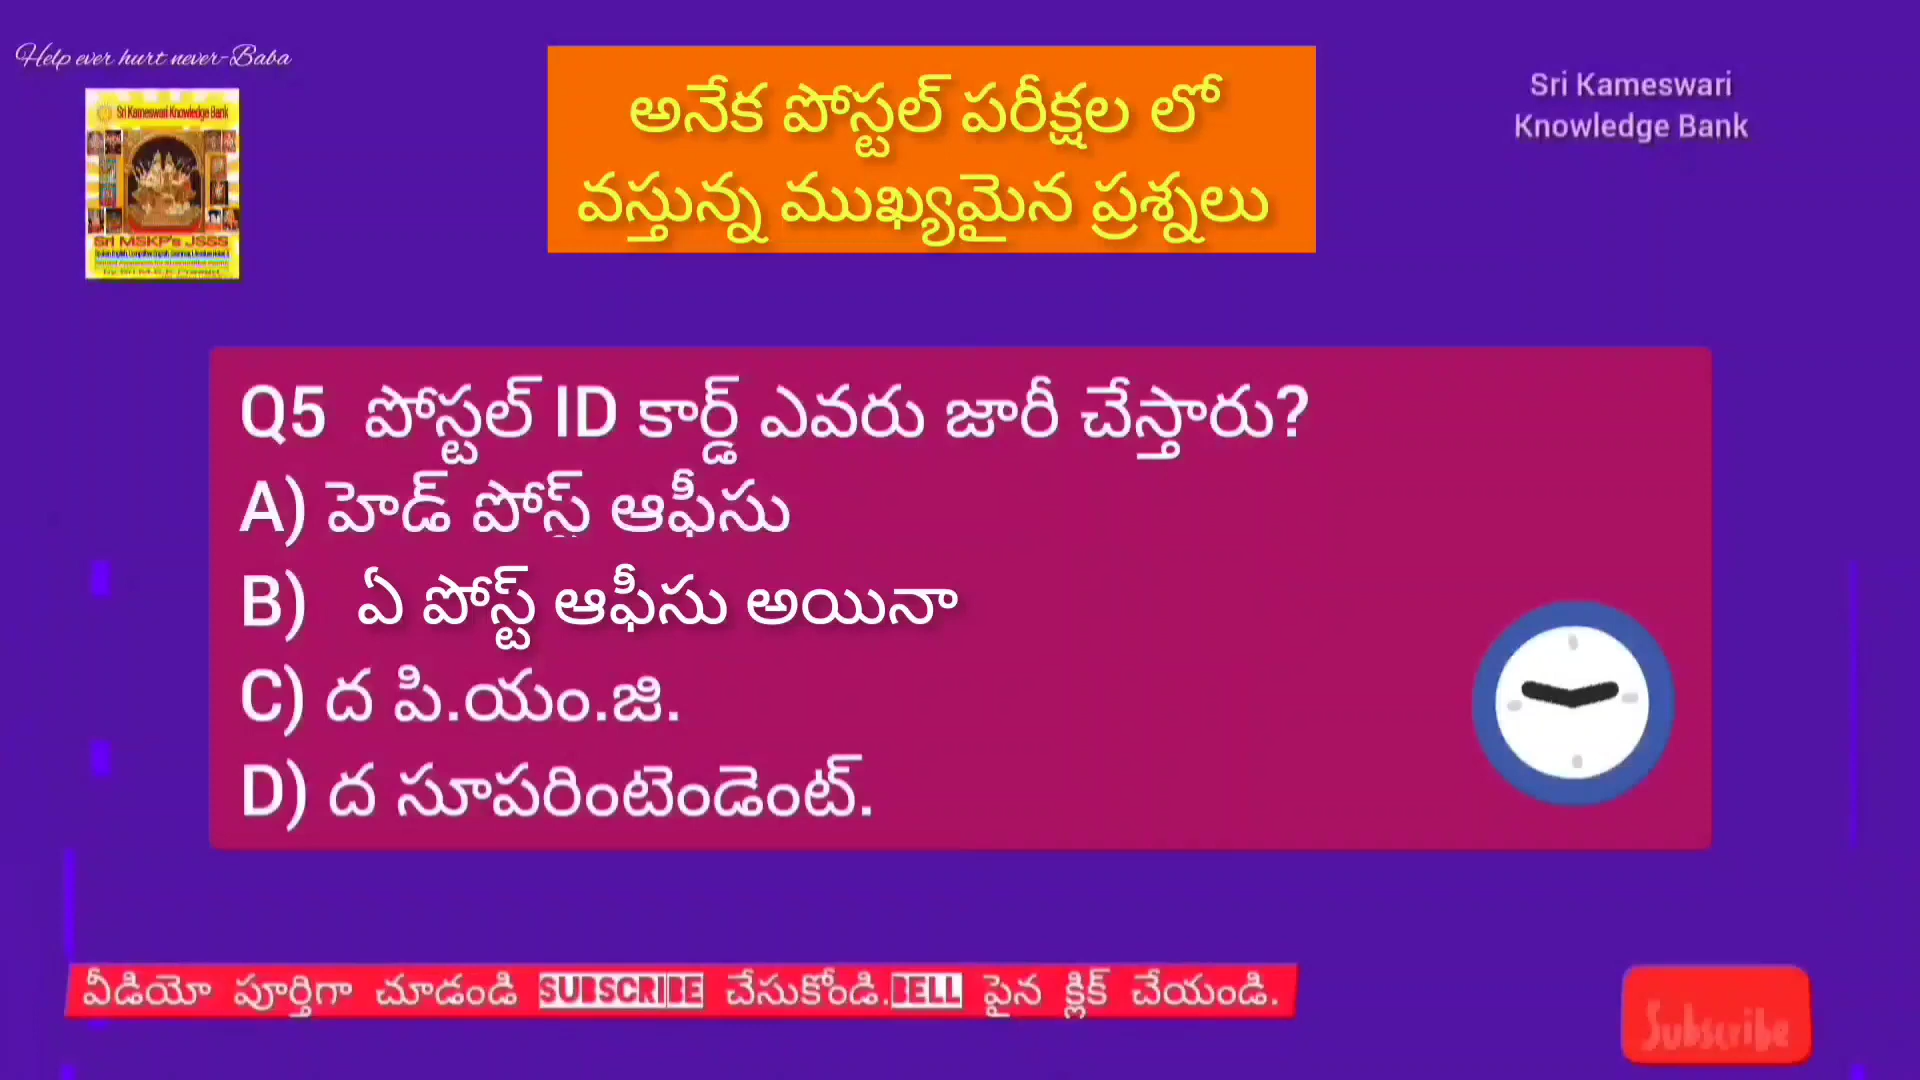 Help ever hurt never-Baba
Sri Kameswari Knowledge Bank
Sri MSKP's JSSS
అనేక పోస్టల్ పరీక్షల లో
వస్తున్న ముఖ్యమైన ప్రశ్నలు
Sri Kameswari
Knowledge Bank
Q5 పోస్టల్ ID కార్డ్ ఎవరు జారీ చేస్తారు?
A) హెడ్ పోస్ట్ ఆఫీసు
B) ఏ పోస్ట్ ఆఫీసు అయినా
C) ద పి.యం.జి.
D) ద సూపరింటెండెంట్.
వీడియో పూర్తిగా చూడండి SUBSCRIBE చేసుకోండి.BELL పైన క్లిక్ చేయండి.
Subscribe